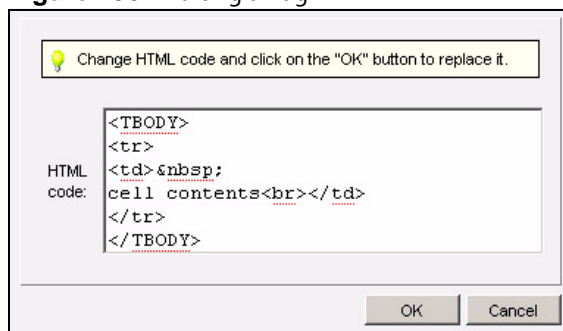 Change HTML code and click on the "OK" button to replace it.
HTML
code:
<TBODY>
<tr>
<td>&nbsp;
cell contents<br></td>
</tr>
</TBODY>
OK Cancel